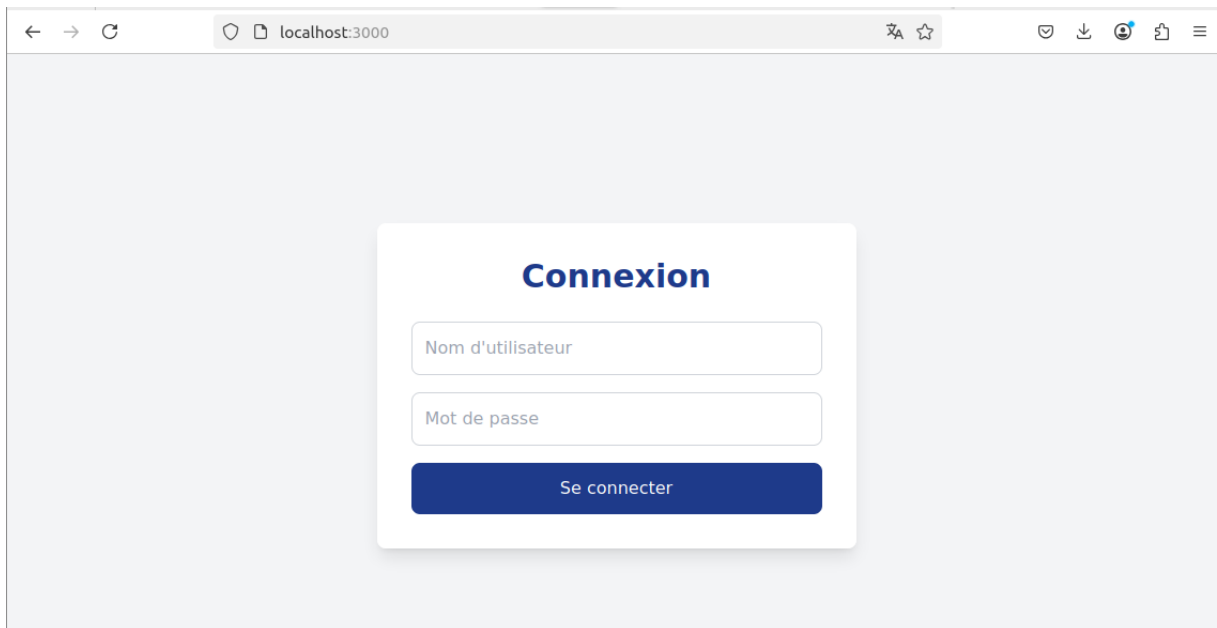 localhost:3000
Connexion
Nom d'utilisateur
Mot de passe
Se connecter